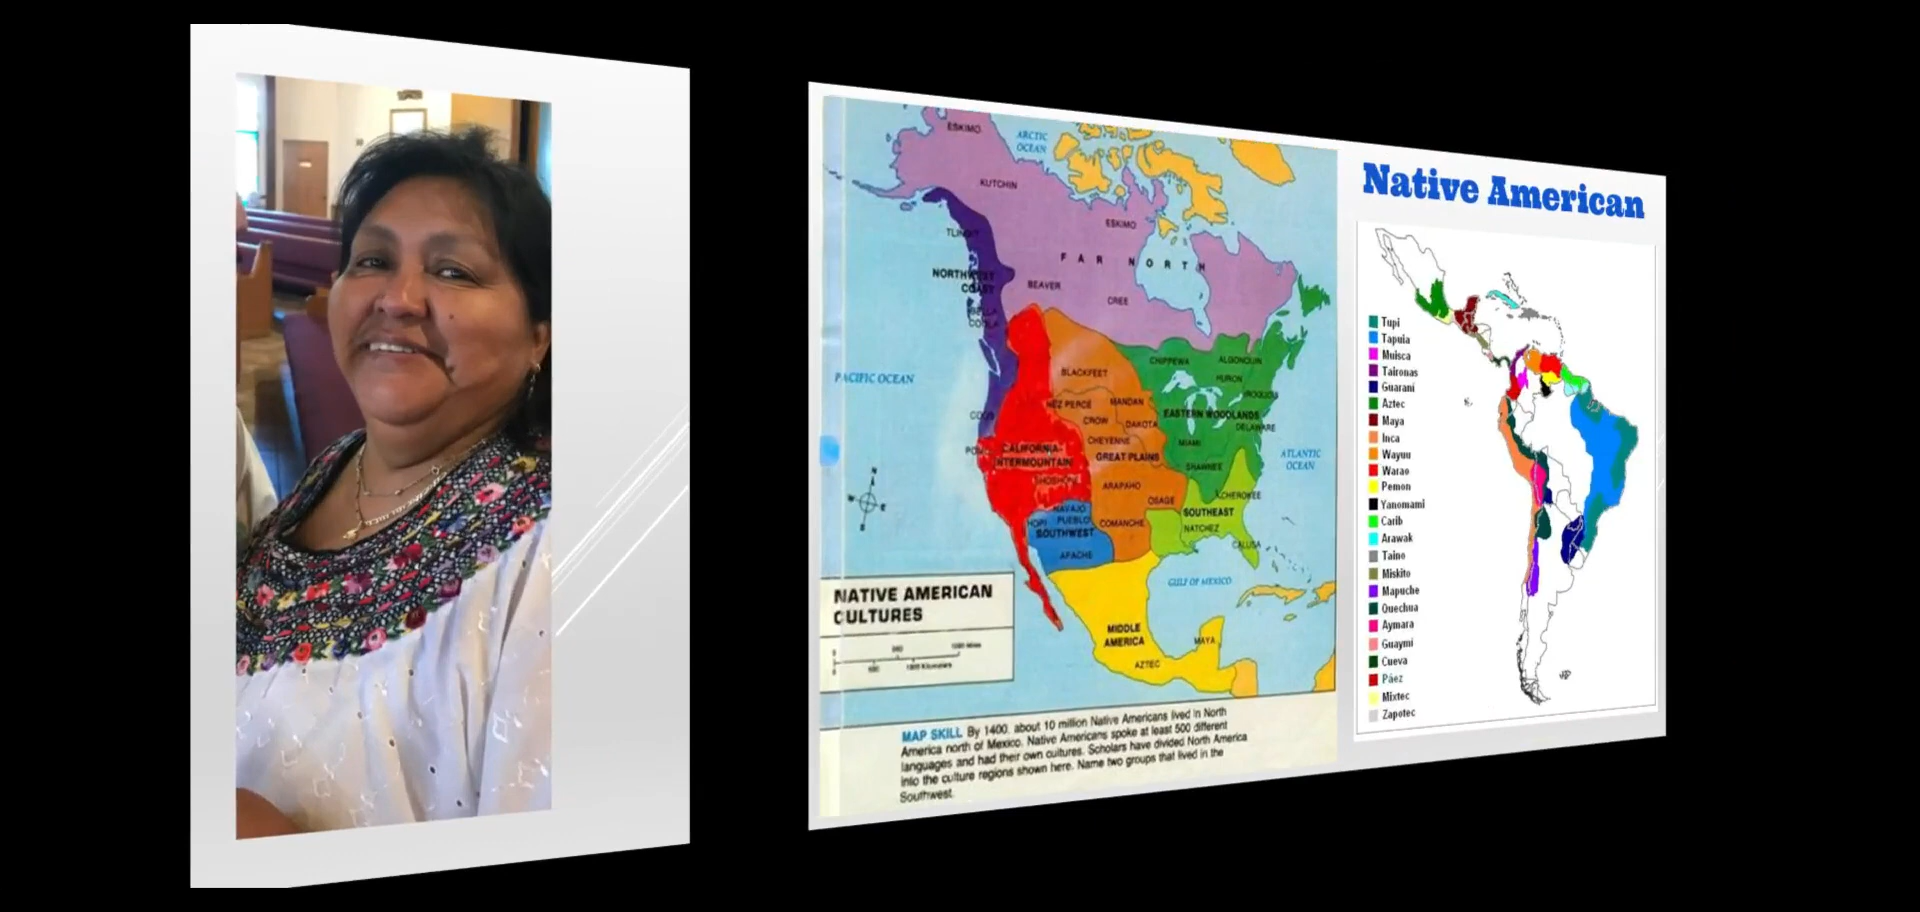 ESKIMO
ARCTIC
OCEAN
KUTCHIN
ESKIMO
TLINGIT
FAR NORTH
NORTHWEST
COAST
BEAVER
CREE
BELLA
COOLA
CHIPPEWA
ALGONQUIN
BLACKFEET
HURON
PACIFIC OCEAN
IROQUOIS
NEZ PERCE
MANDAN
COOS
EASTERN WOODLANDS
CROW
DAKOTA
DELAWARE
CHEYENNE
MIAMI
POMO
CALIFORNIA-
INTERMOUNTAIN
GREAT PLAINS
ATLANTIC
OCEAN
SHAWNEE
SHOSHONE
ARAPAHO
OSAGE
CHEROKEE
N
W
E
S
NAVAJO
SOUTHEAST
HOPI
PUEBLO
COMANCHE
NATCHEZ
SOUTHWEST
CALUSA
APACHE
GULF OF MEXICO
NATIVE AMERICAN
CULTURES
MIDDLE
AMERICA
MAYA
AZTEC
MAP SKILL By 1400, about 10 million Native Americans lived in North
America north of Mexico. Native Americans spoke at least 500 different
languages and had their own cultures. Scholars have divided North America
into the culture regions shown here. Name two groups that lived in the
Southwest.
Native American
Tupi
Tapuia
Muisca
Taironas
Guarani
Aztec
Maya
Inca
Wayuu
Warao
Pemon
Yanomami
Carib
Arawak
Taino
Miskito
Mapuche
Quechua
Aymara
Guaymi
Cueva
Páez
Mixtec
Zapotec